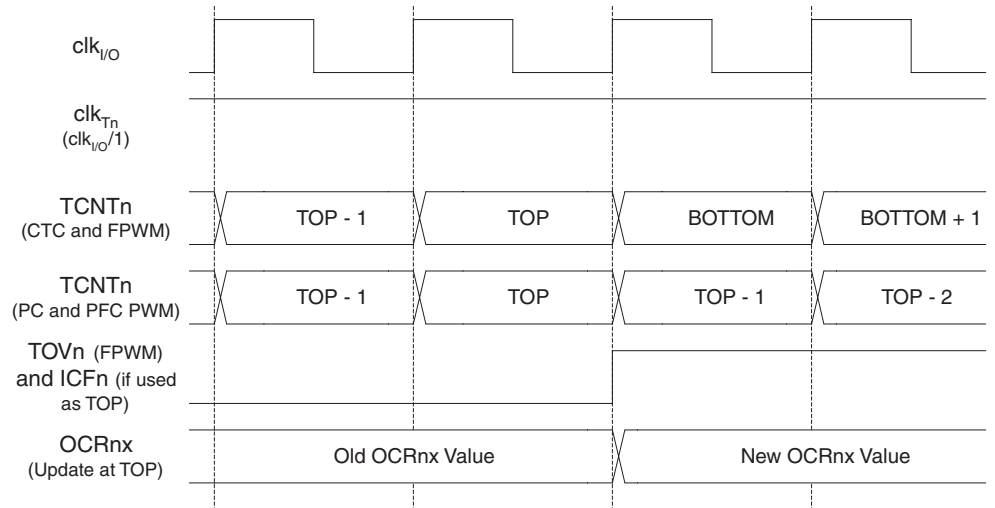 clkI/O
clkTn
(clkI/O/1)
TCNTn
(CTC and FPWM)
TOP - 1
TOP
BOTTOM
BOTTOM + 1
TCNTn
(PC and PFC PWM)
TOP - 1
TOP
TOP - 1
TOP - 2
TOVn (FPWM)
and ICFn (if used
as TOP)
OCRnx
(Update at TOP)
Old OCRnx Value
New OCRnx Value